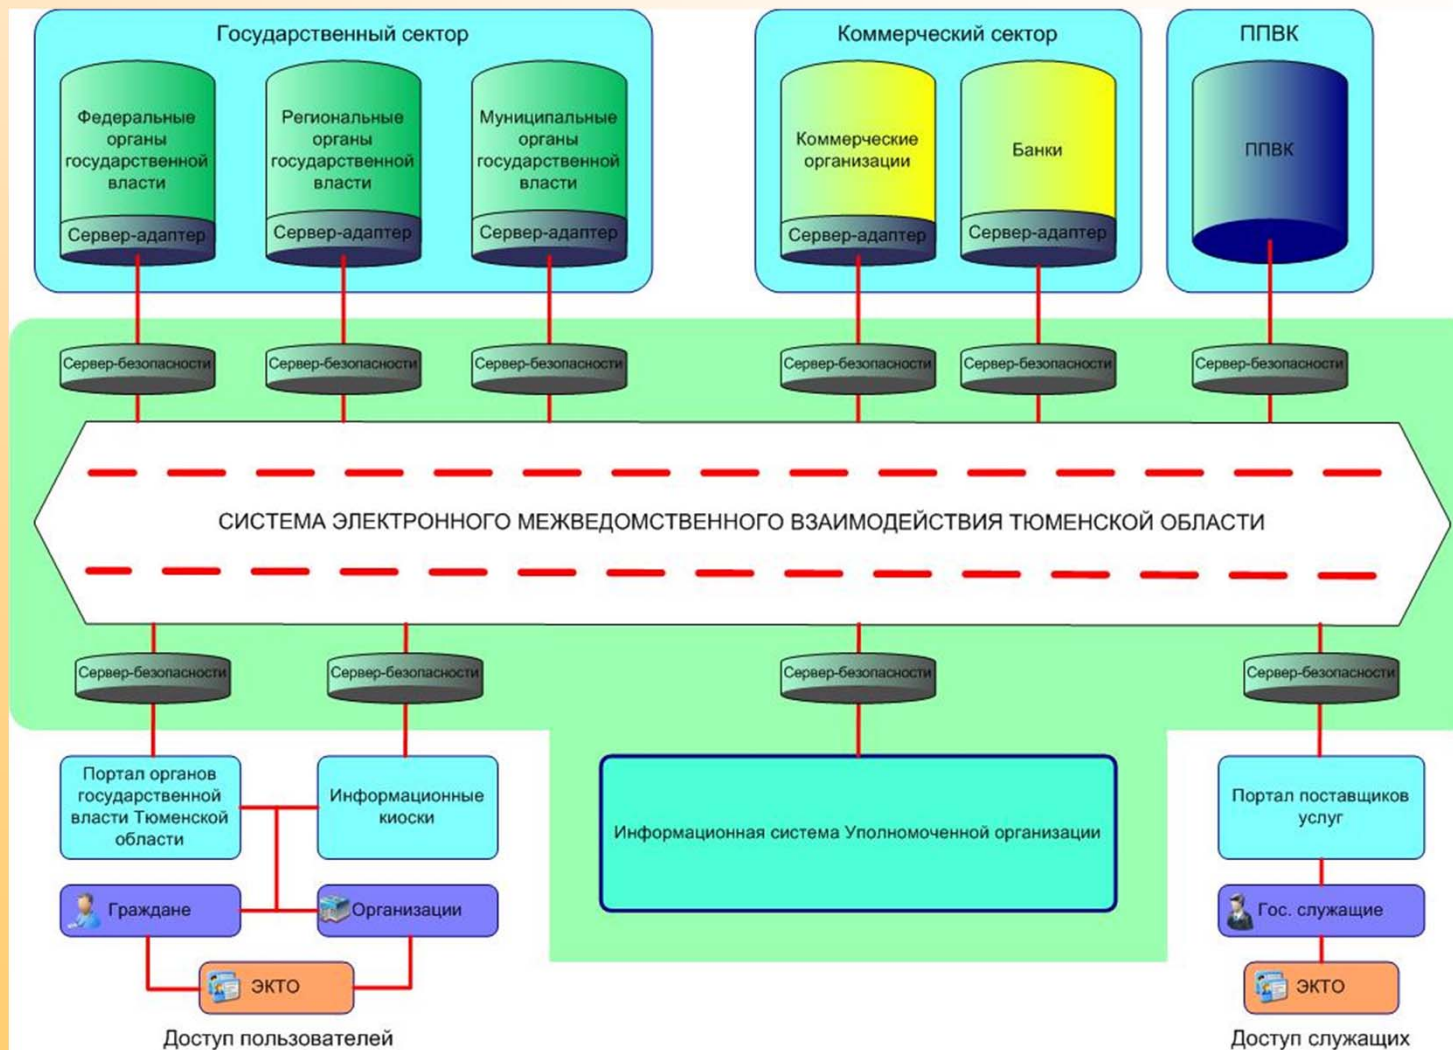 Государственный сектор
Коммерческий сектор
ППВК
Федеральные
органы
государственной
власти
Сервер-адаптер
Региональные
органы
государственной
власти
Сервер-адаптер
Муниципальные
органы
государственной
власти
Сервер-адаптер
Коммерческие
организации
Сервер-адаптер
Банки
Сервер-адаптер
ППВК
Сервер-безопасности
Сервер-безопасности
Сервер-безопасности
Сервер-безопасности
Сервер-безопасности
Сервер-безопасности
СИСТЕМА ЭЛЕКТРОННОГО МЕЖВЕДОМСТВЕННОГО ВЗАИМОДЕЙСТВИЯ ТЮМЕНСКОЙ ОБЛАСТИ
Сервер-безопасности
Сервер-безопасности
Сервер-безопасности
Сервер-безопасности
Портал органов
государственной
власти Тюменской
области
Информационные
киоски
Информационная система Уполномоченной организации
Портал поставщиков
услуг
Граждане
Организации
Гос. служащие
ЭКТО
ЭКТО
Доступ пользователей
Доступ служащих